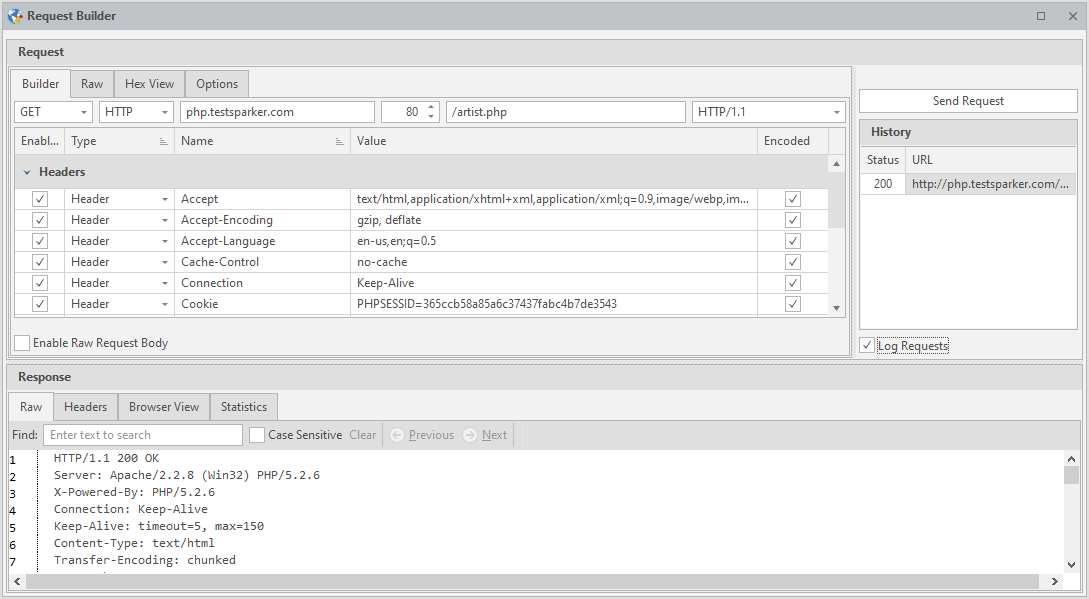 Request Builder
Request
Builder Raw Hex View Options
GET HTTP php.testsparker.com 80 /artist.php HTTP/1.1
Enabl... Type Name Value Encoded
Headers
Header Accept text/html,application/xhtml+xml,application/xml;q=0.9,image/webp,im...
Header Accept-Encoding gzip, deflate
Header Accept-Language en-us,en;q=0.5
Header Cache-Control no-cache
Header Connection Keep-Alive
Header Cookie PHPSESSID=365ccb58a85a6c37437fabc4b7de3543
Enable Raw Request Body
Send Request
History
Status URL
200 http://php.testsparker.com/...
Log Requests
Response
Raw Headers Browser View Statistics
Find: Enter text to search Case Sensitive Clear Previous Next
1 HTTP/1.1 200 OK
2 Server: Apache/2.2.8 (Win32) PHP/5.2.6
3 X-Powered-By: PHP/5.2.6
4 Connection: Keep-Alive
5 Keep-Alive: timeout=5, max=150
6 Content-Type: text/html
7 Transfer-Encoding: chunked